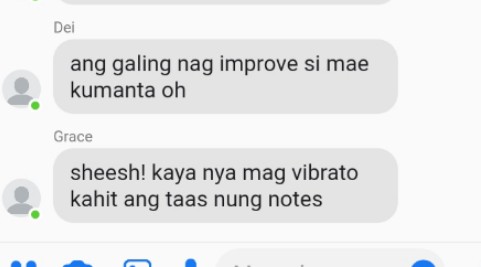 Dei
ang galing nag improve si mae
kumanta oh
Grace
sheesh! kaya nya mag vibrato
kahit ang taas nung notes